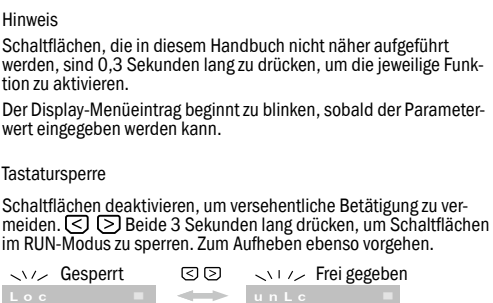 Hinweis
Schaltflächen, die in diesem Handbuch nicht näher aufgeführt
werden, sind 0,3 Sekunden lang zu drücken, um die jeweilige Funk-
tion zu aktivieren.
Der Display-Menüeintrag beginnt zu blinken, sobald der Parameter-
wert eingegeben werden kann.
Tastatursperre
Schaltflächen deaktivieren, um versehentliche Betätigung zu ver-
meiden. < > Beide 3 Sekunden lang drücken, um Schaltflächen
im RUN-Modus zu sperren. Zum Aufheben ebenso vorgehen.
Gesperrt < > Frei gegeben
Loc unLc